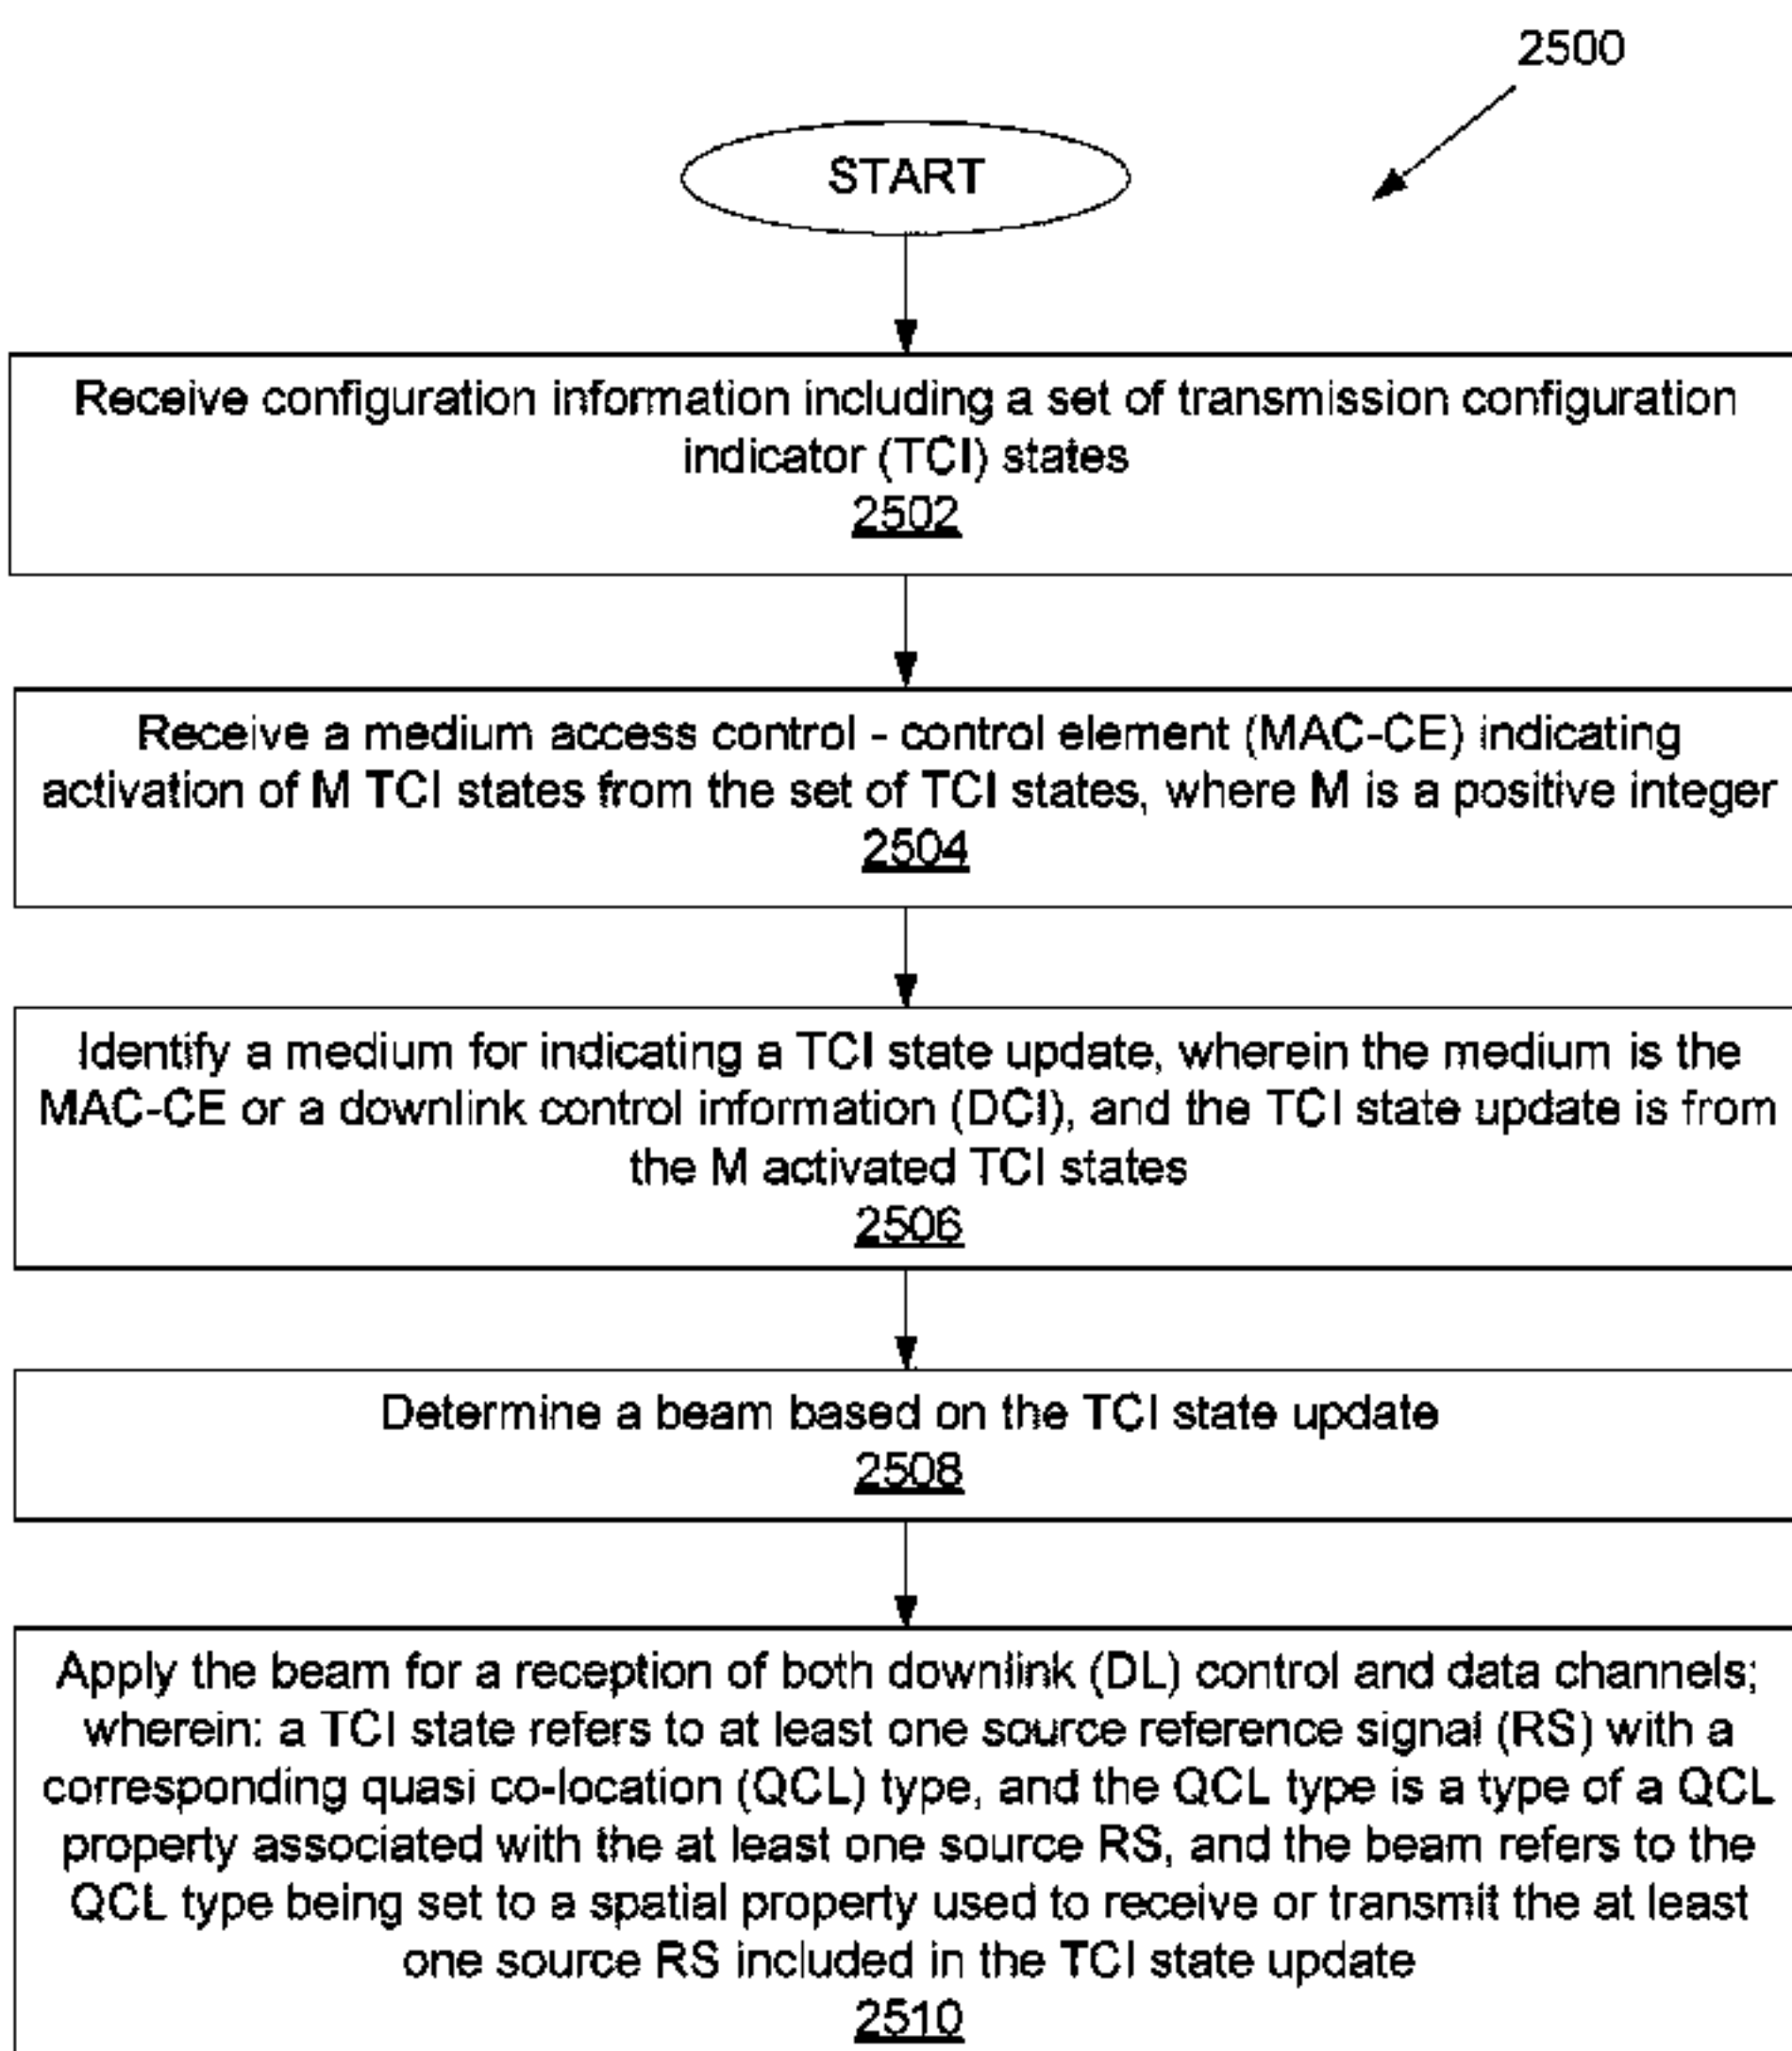 2500
START
Receive configuration information including a set of transmission configuration
indicator (TCI) states
2502
Receive a medium access control - control element (MAC-CE) indicating
activation of M TCI states from the set of TCI states, where M is a positive integer
2504
Identify a medium for indicating a TCI state update, wherein the medium is the
MAC-CE or a downlink control information (DCI), and the TCI state update is from
the M activated TCI states
2506
Determine a beam based on the TCI state update
2508
Apply the beam for a reception of both downlink (DL) control and data channels;
wherein: a TCI state refers to at least one source reference signal (RS) with a
corresponding quasi co-location (QCL) type, and the QCL type is a type of a QCL
property associated with the at least one source RS, and the beam refers to the
QCL type being set to a spatial property used to receive or transmit the at least
one source RS included in the TCI state update
2510